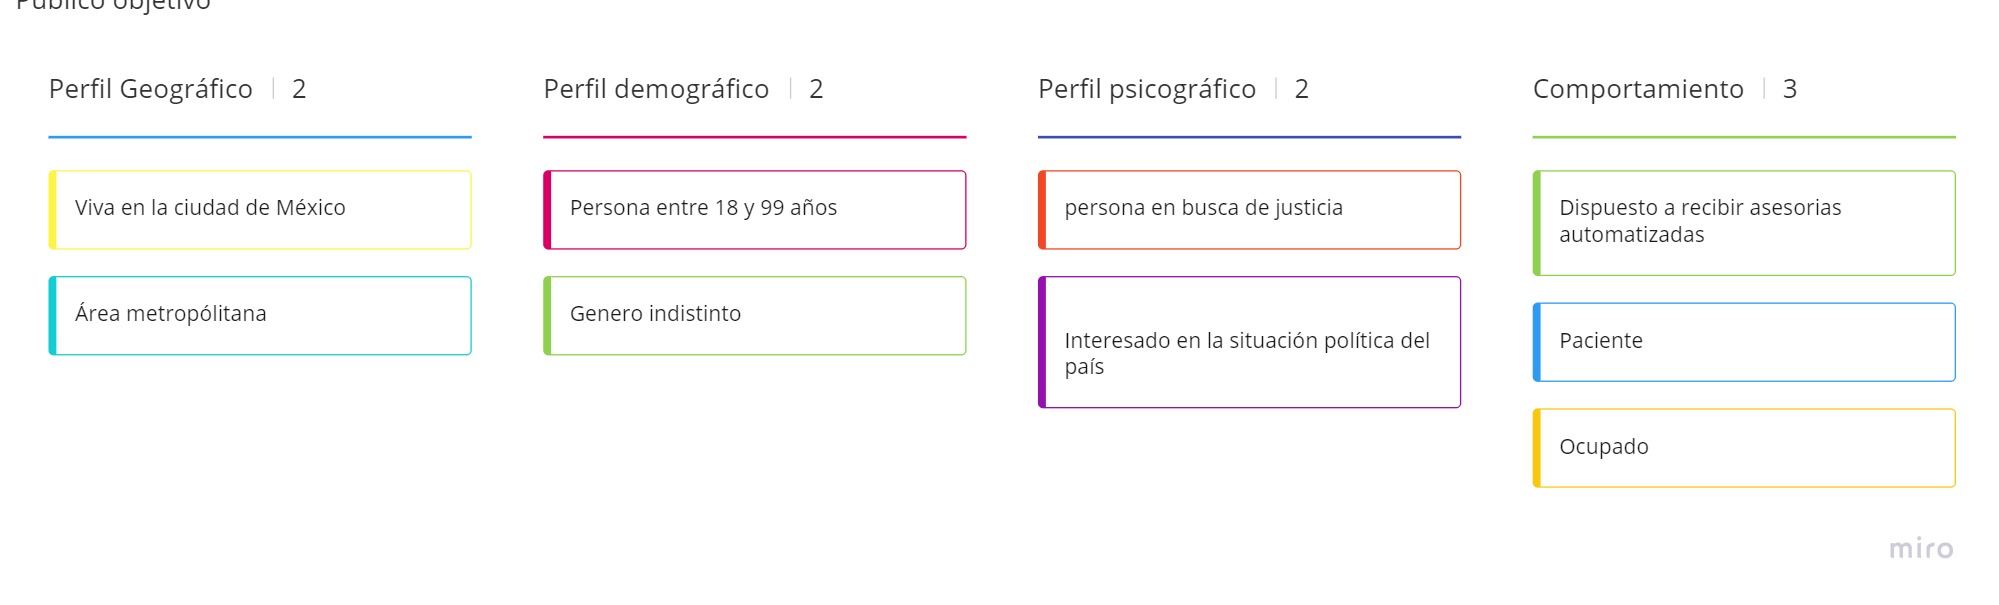 Público objetivo
Perfil Geográfico | 2
Viva en la ciudad de México
Área metropólitana
Perfil demográfico | 2
Persona entre 18 y 99 años
Genero indistinto
Perfil psicográfico | 2
persona en busca de justicia
Interesado en la situación política del
país
Comportamiento | 3
Dispuesto a recibir asesorias
automatizadas
Paciente
Ocupado
miro